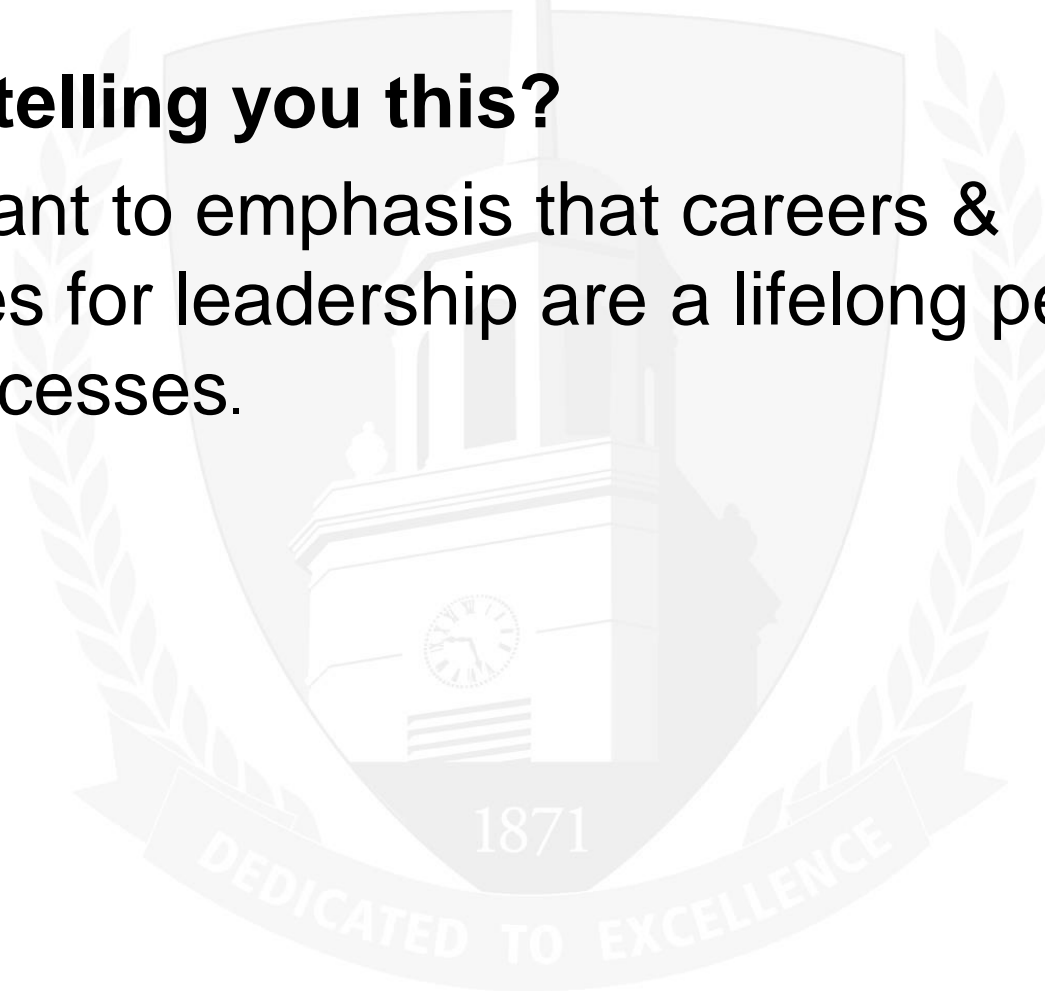 telling you this?
ant to emphasis that careers &
es for leadership are a lifelong pe
cesses.
1871
DEDICATED TO EXCELLENCE